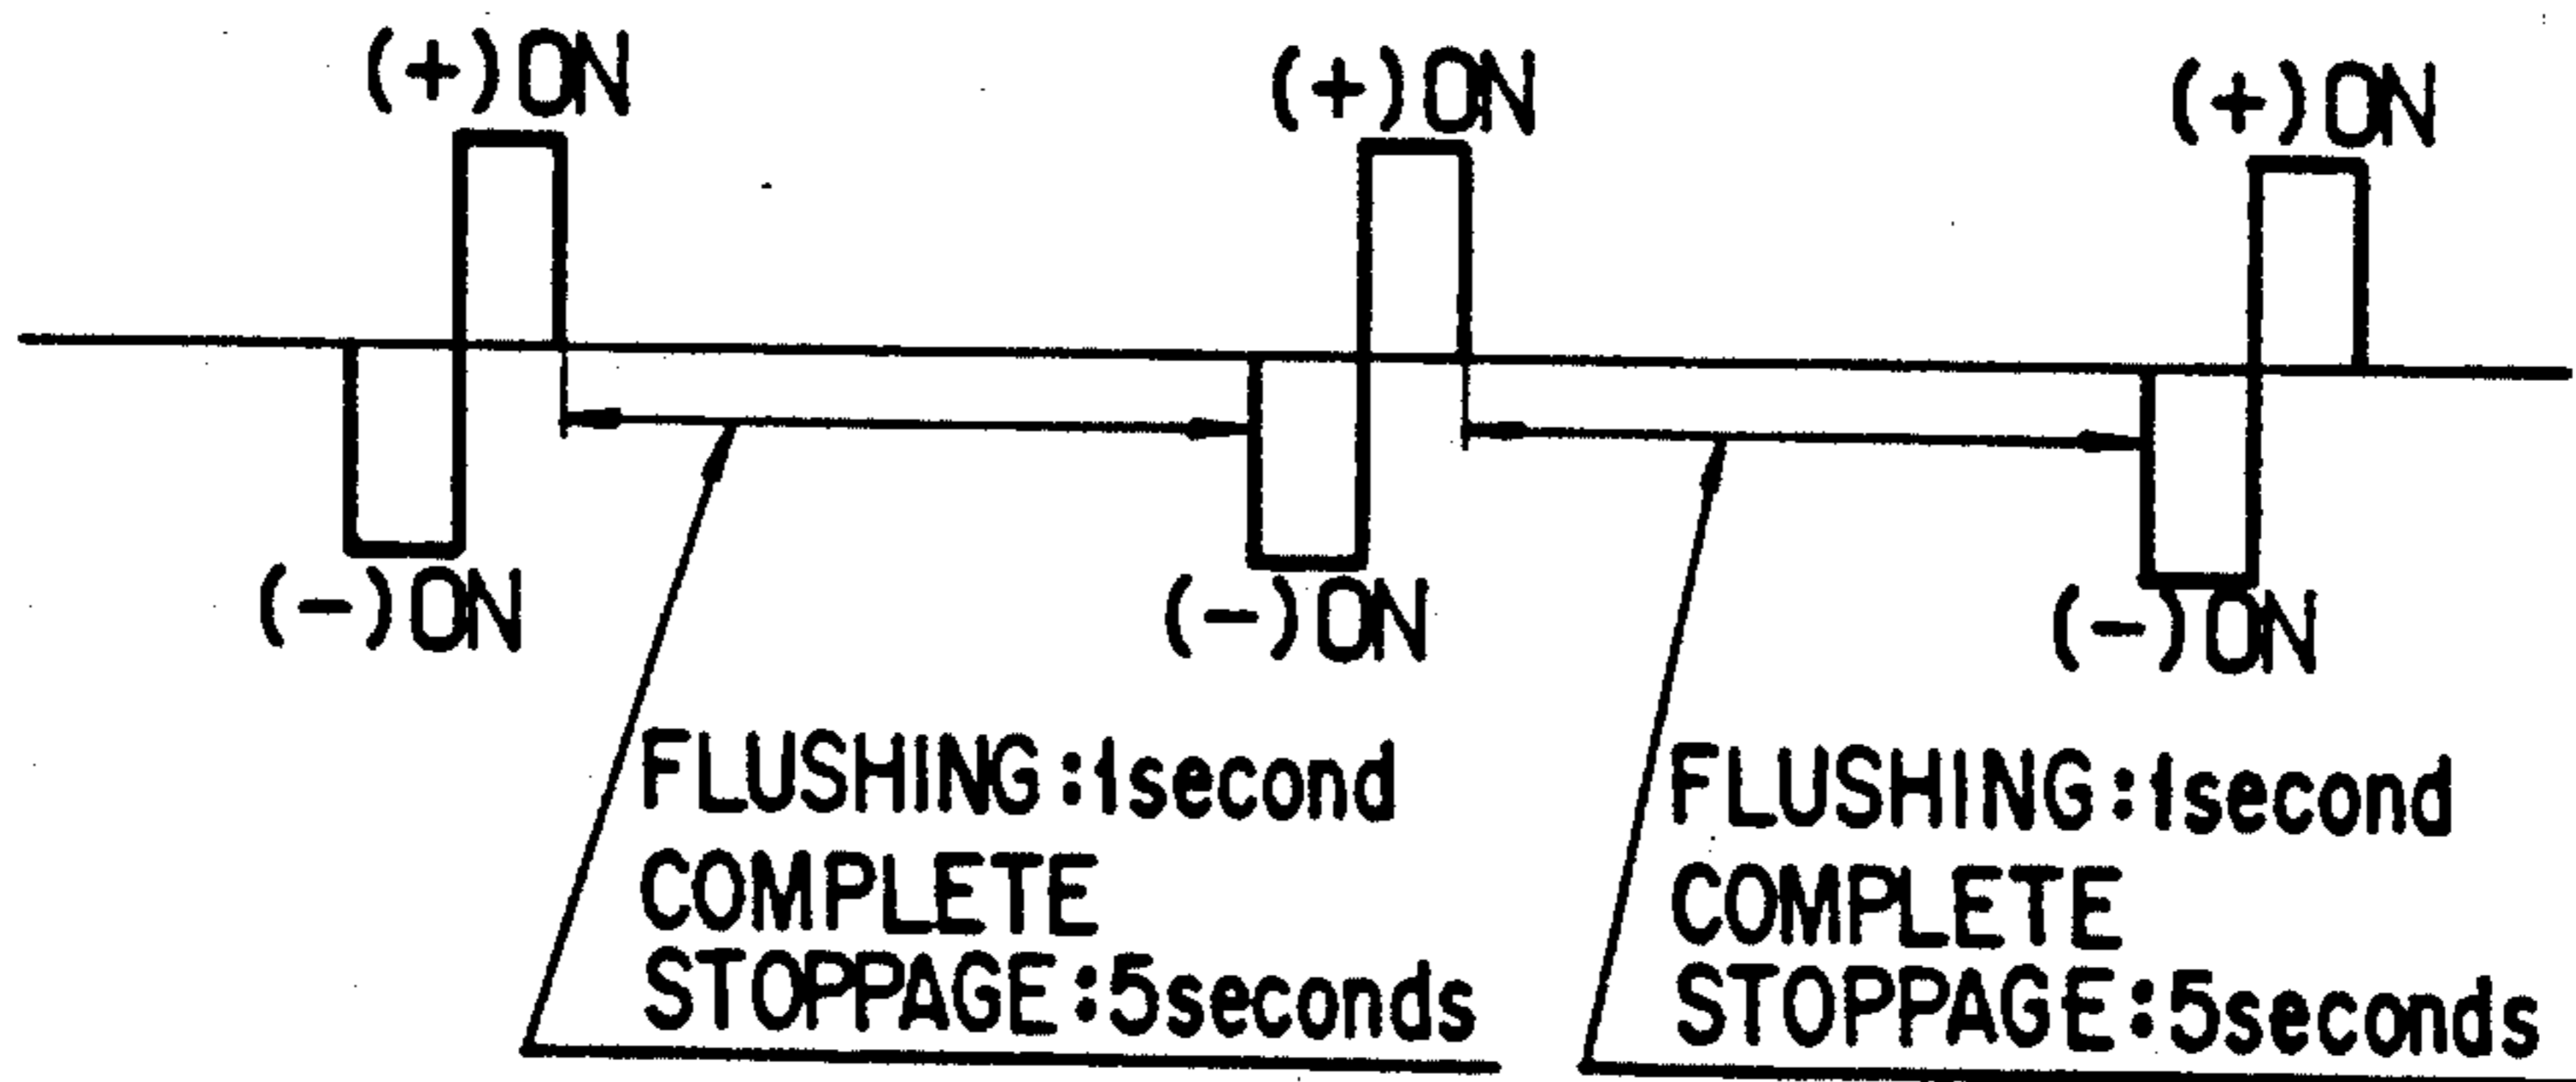 (+)ON
(+)ON
(+)ON
(-)ON
(-)ON
(-)ON
FLUSHING:1second
COMPLETE
STOPPAGE:5seconds
FLUSHING:1second
COMPLETE
STOPPAGE:5seconds